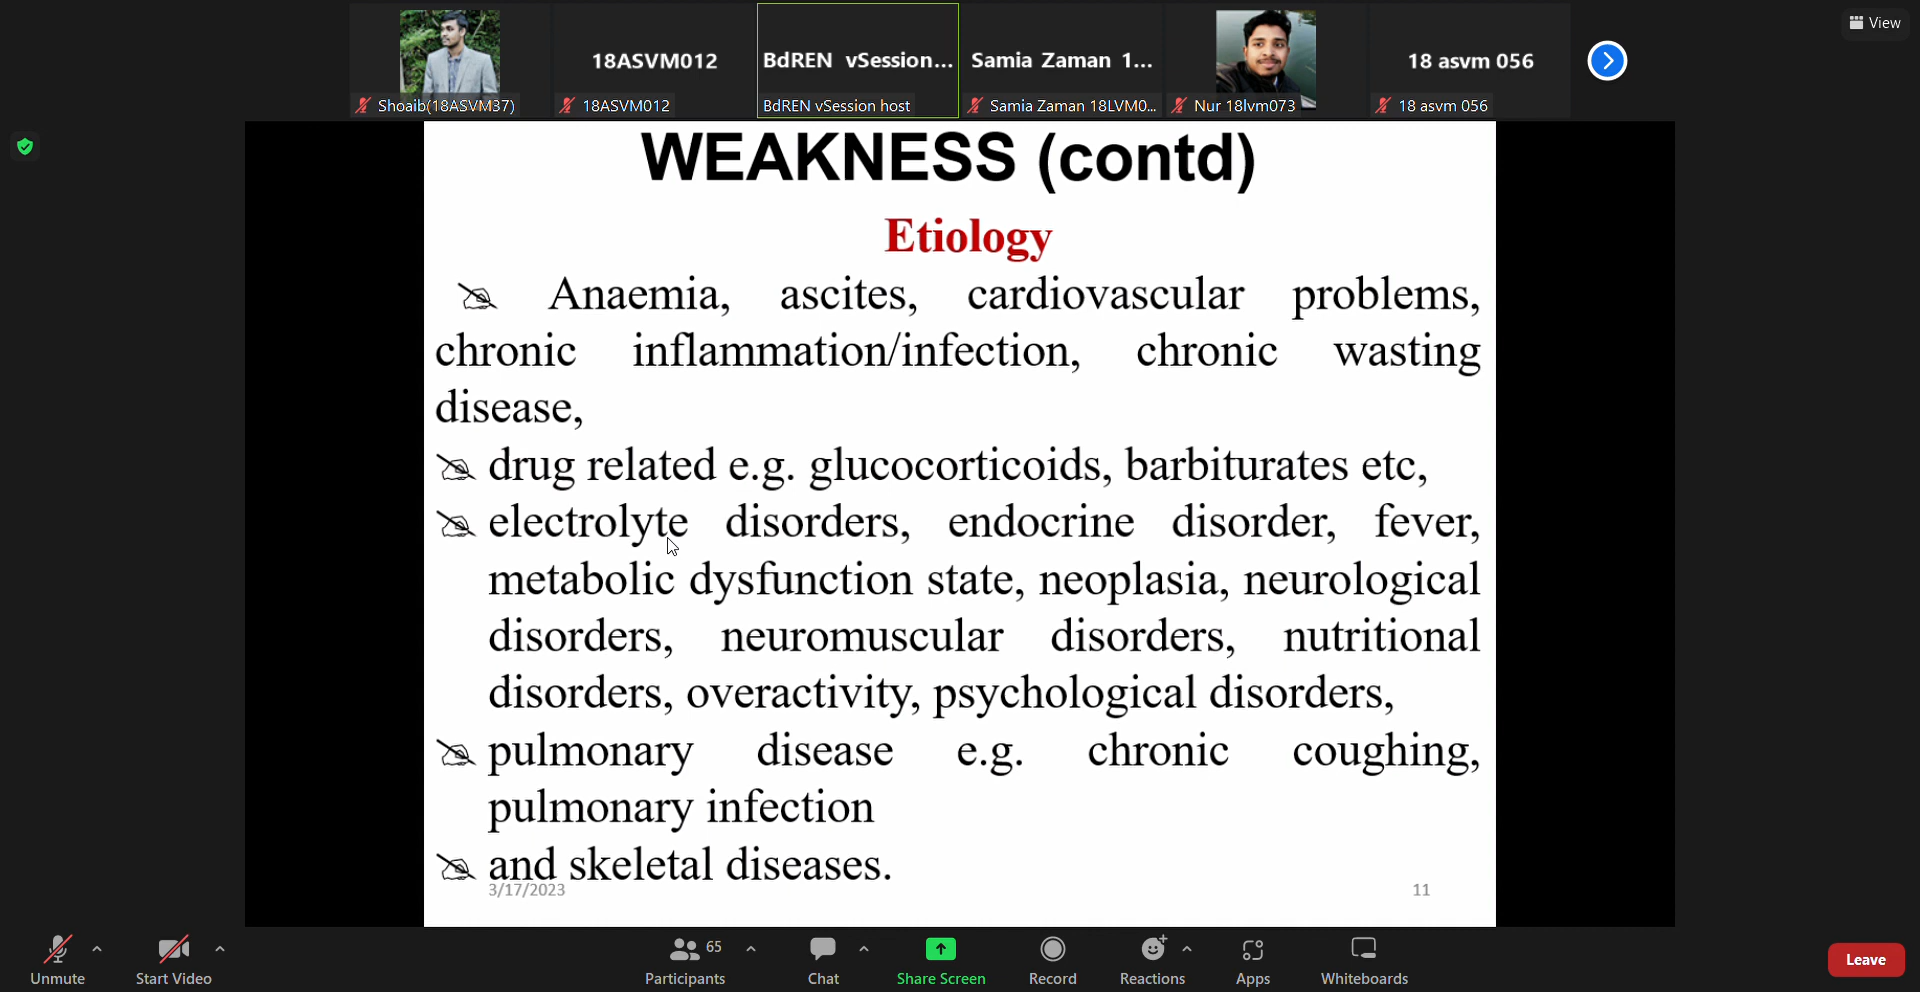 View
18ASVM012
BdREN vSession...
Samia Zaman 1...
18 asvm 056
Shoaib(18ASVM37)
18ASVM012
BdREN vSession host
Samia Zaman 18LVM0...
Nur 18lvm073
18 asvm 056
WEAKNESS (contd)
Etiology
Anaemia, ascites, cardiovascular problems,
chronic inflammation/infection, chronic wasting
disease,
drug related e.g. glucocorticoids, barbiturates etc,
electrolyte disorders, endocrine disorder, fever,
metabolic dysfunction state, neoplasia, neurological
disorders, neuromuscular disorders, nutritional
disorders, overactivity, psychological disorders,
pulmonary disease e.g. chronic coughing,
pulmonary infection
and skeletal diseases.
3/17/2023
11
Unmute
Start Video
65
Participants
Chat
Share Screen
Record
Reactions
Apps
Whiteboards
Leave